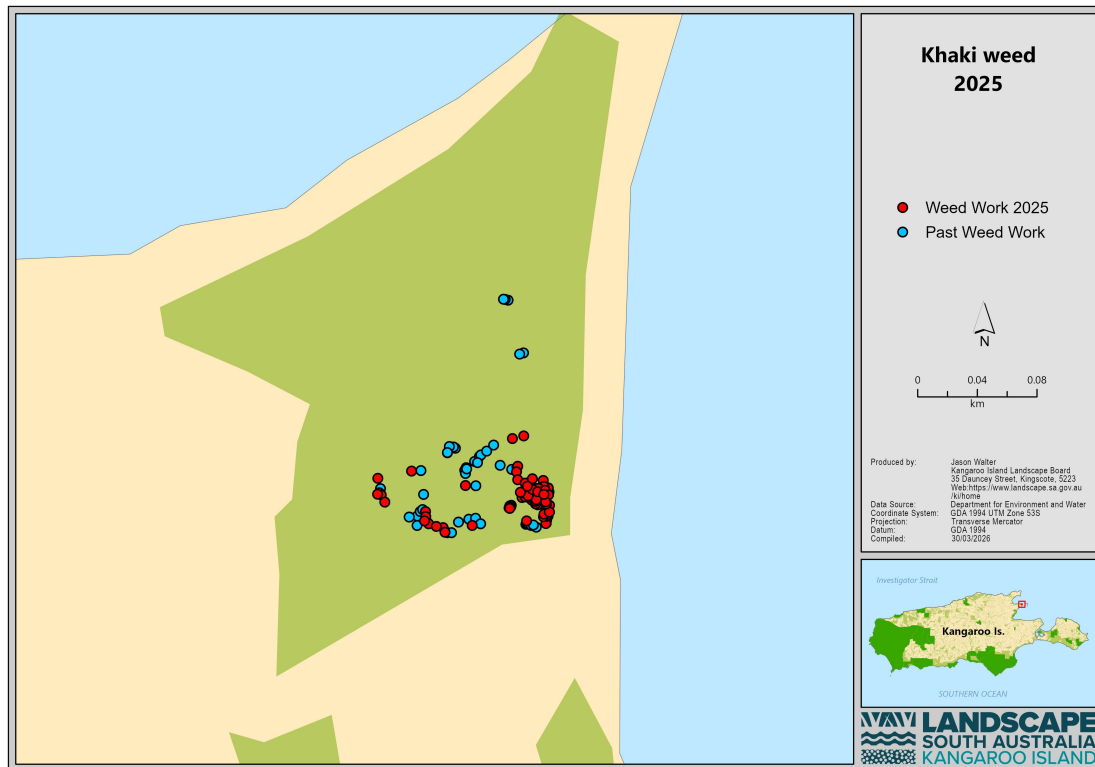 Khaki weed
2025
Weed Work 2025
Past Weed Work
N
0 0.04 0.08
km
Produced by: Jason Walter
Kangaroo Island Landscape Board
35 Dauncey Street, Kingscote, 5223
Web:https://www.landscape.sa.gov.au
/ki/home
Data Source: Department for Environment and Water
Coordinate System: GDA 1994 UTM Zone 53S
Projection: Transverse Mercator
Datum: GDA 1994
Compiled: 30/03/2026
Investigator Strait
Kangaroo Is.
SOUTHERN OCEAN
LANDSCAPE
SOUTH AUSTRALIA
KANGAROO ISLAND